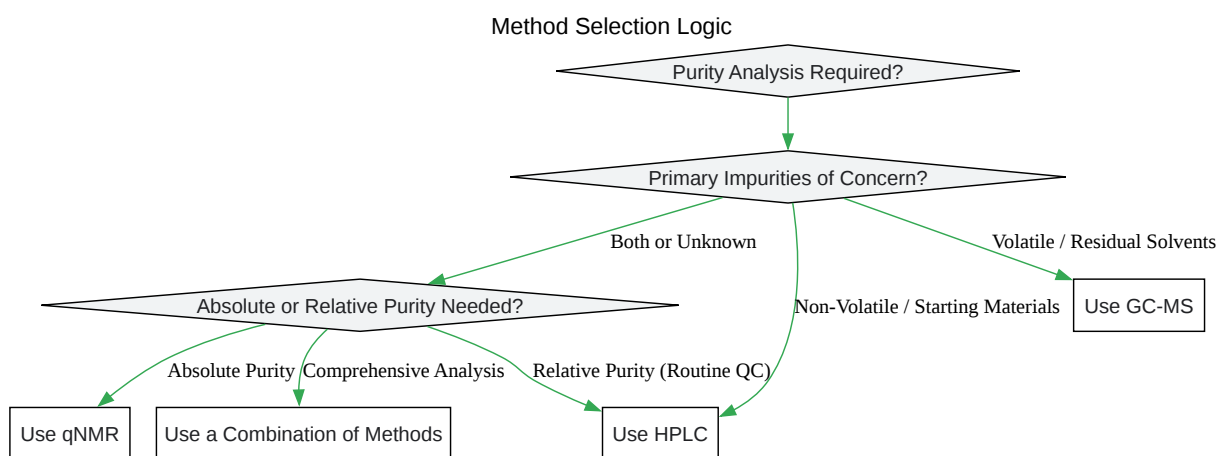 Method Selection Logic
Purity Analysis Required?
Primary Impurities of Concern?
Both or Unknown
Volatile / Residual Solvents
Absolute or Relative Purity Needed?
Non-Volatile / Starting Materials
Use GC-MS
Absolute Purity
Comprehensive Analysis
Relative Purity (Routine QC)
Use qNMR
Use a Combination of Methods
Use HPLC